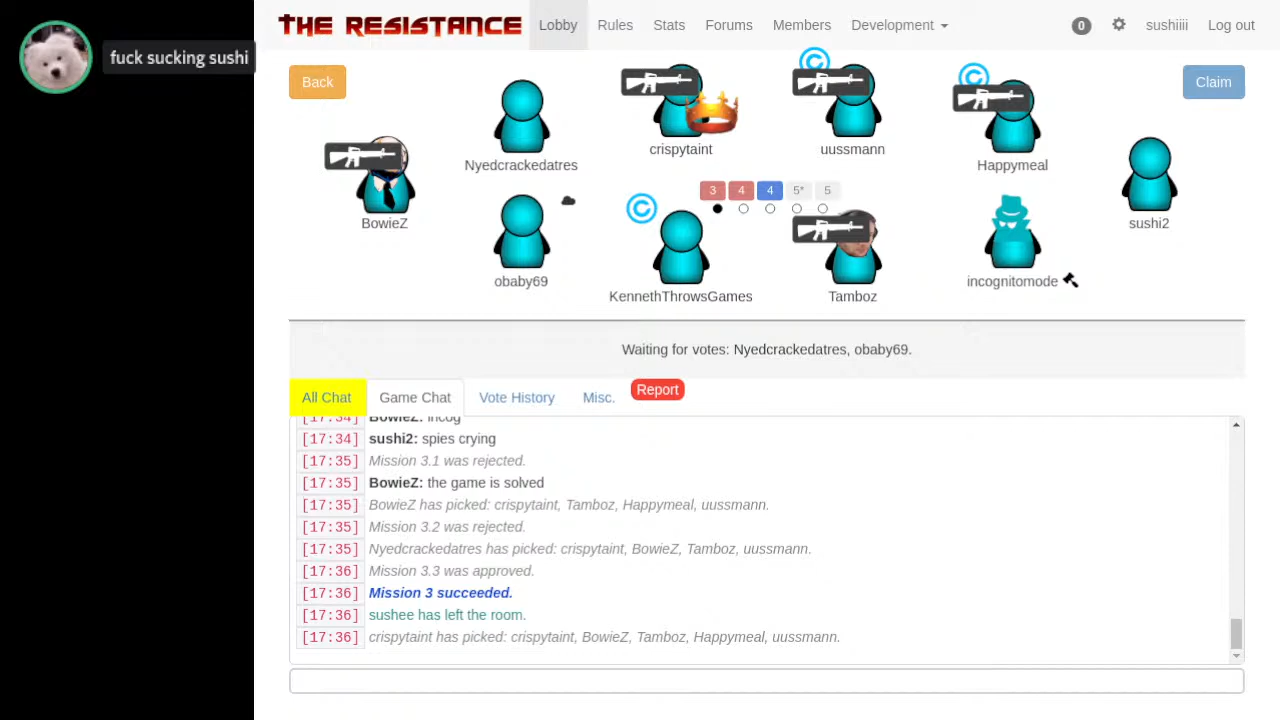 THE RESISTANCE Lobby Rules Stats Forums Members Development 0 sushiiii Log out
fuck sucking sushi
Back
Claim
crispytaint
uussmann
Nyedcrackedatres
Happymeal
3 4 4 5* 5
BowieZ
sushi2
obaby69
incogn​itomode
KennethThrowsGames
Tamboz
Waiting for votes: Nyedcrackedatres, obaby69.
All Chat Game Chat Vote History Misc. Report
[17:34] BowieZ: incog
[17:34] sushi2: spies crying
[17:35] Mission 3.1 was rejected.
[17:35] BowieZ: the game is solved
[17:35] BowieZ has picked: crispytaint, Tamboz, Happymeal, uussmann.
[17:35] Mission 3.2 was rejected.
[17:35] Nyedcrackedatres has picked: crispytaint, BowieZ, Tamboz, uussmann.
[17:36] Mission 3.3 was approved.
[17:36] Mission 3 succeeded.
[17:36] sushee has left the room.
[17:36] crispytaint has picked: crispytaint, BowieZ, Tamboz, Happymeal, uussmann.